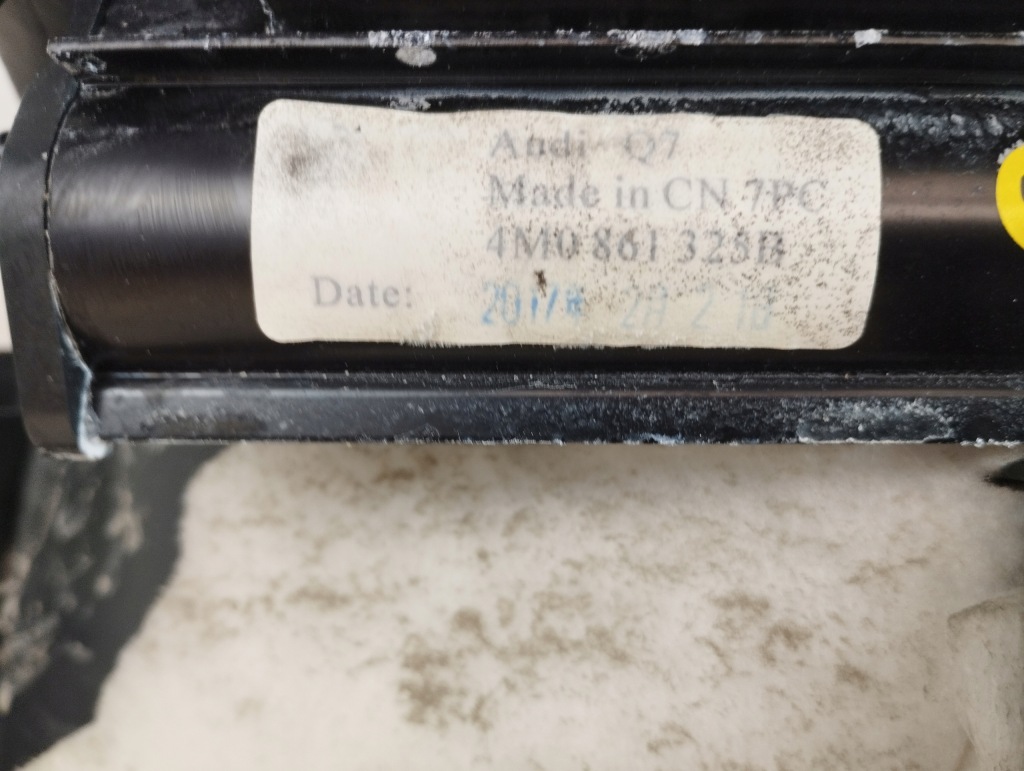 Audi Q7
Made in CN 7PC
4M0 861 325B
Date: